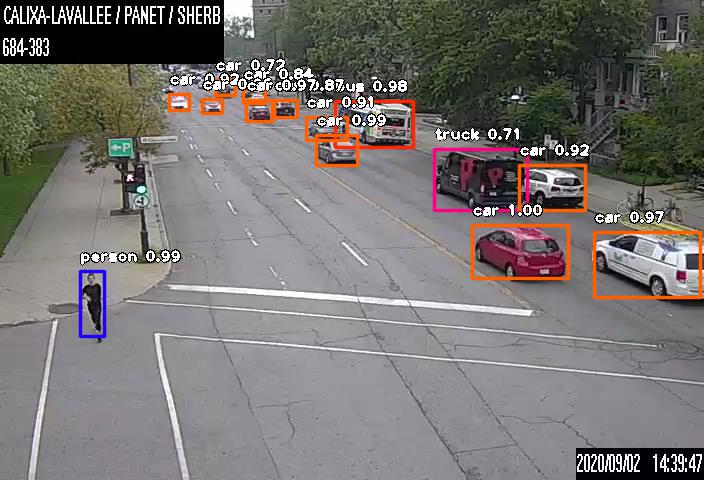 CALIXA-LAVALLEE / PANET / SHERB
684-383
car 0.72
car 0.84
car 0.92
car 0.91
bus 0.98
car 0.99
truck 0.71
car 0.92
car 1.00
car 0.97
P
person 0.99
2020/09/02 14:39:47